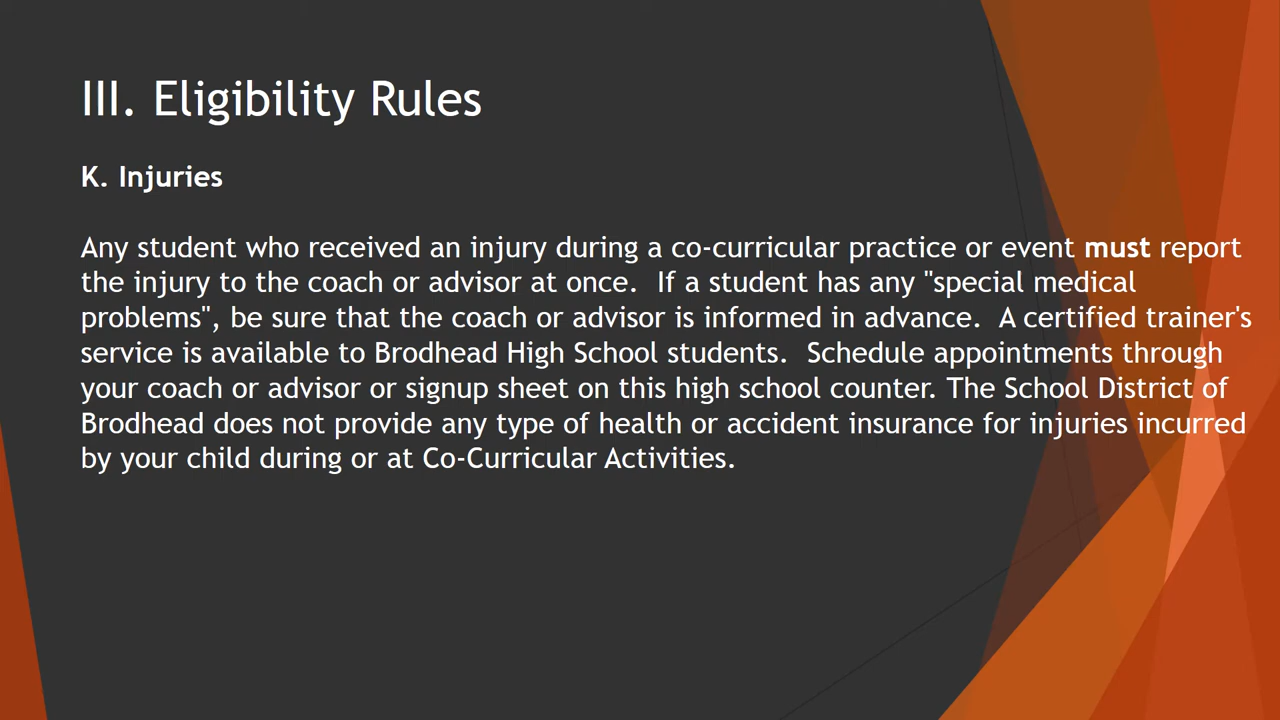 III. Eligibility Rules
K. Injuries
Any student who received an injury during a co-curricular practice or event must report
the injury to the coach or advisor at once.  If a student has any "special medical
problems", be sure that the coach or advisor is informed in advance.  A certified trainer's
service is available to Brodhead High School students.  Schedule appointments through
your coach or advisor or signup sheet on this high school counter. The School District of
Brodhead does not provide any type of health or accident insurance for injuries incurred
by your child during or at Co-Curricular Activities.